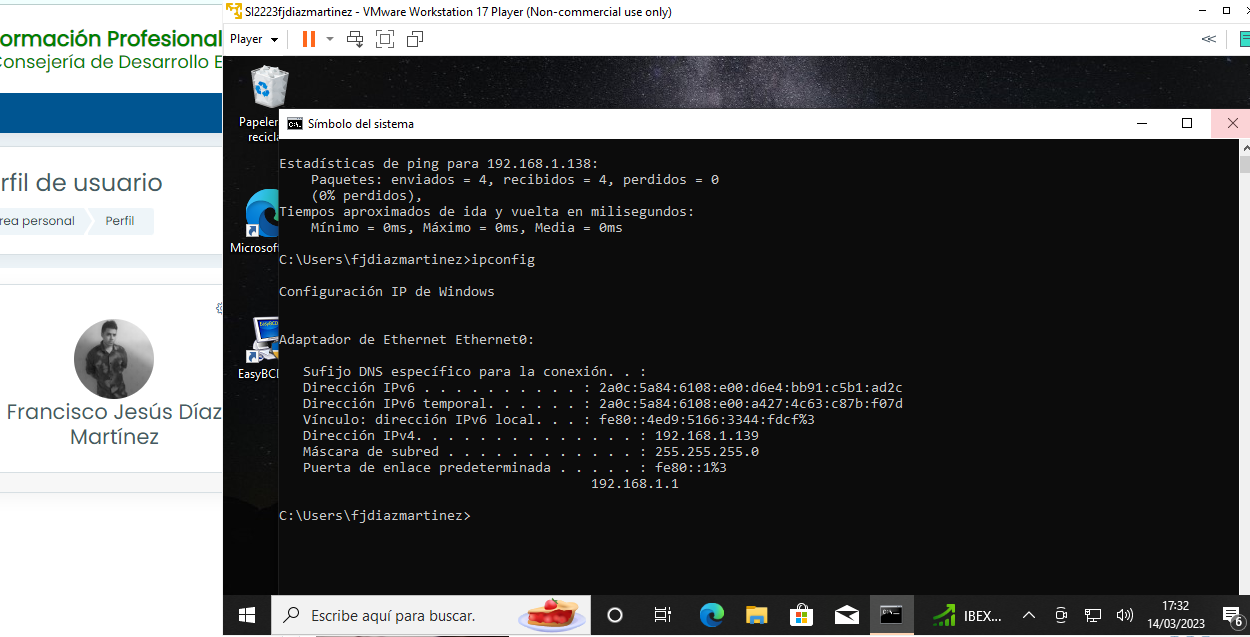 SI2223fjdiazmartinez - VMware Workstation 17 Player (Non-commercial use only)
Player
ormación Profesional
Consejería de Desarrollo E
rfil de usuario
rea personal
Perfil
Francisco Jesús Díaz
Martínez
Papeler
recicla
Microsoft
EasyBCD
Símbolo del sistema
Estadísticas de ping para 192.168.1.138:
Paquetes: enviados = 4, recibidos = 4, perdidos = 0
(0% perdidos),
Tiempos aproximados de ida y vuelta en milisegundos:
Mínimo = 0ms, Máximo = 0ms, Media = 0ms
C:\Users\fjdiazmartinez>ipconfig
Configuración IP de Windows
Adaptador de Ethernet Ethernet0:
Sufijo DNS específico para la conexión. . :
Dirección IPv6 . . . . . . . . . . : 2a0c:5a84:6108:e00:d6e4:bb91:c5b1:ad2c
Dirección IPv6 temporal. . . . . . : 2a0c:5a84:6108:e00:a427:4c63:c87b:f07d
Vínculo: dirección IPv6 local. . . : fe80::4ed9:5166:3344:fdcf%3
Dirección IPv4. . . . . . . . . . . . . . : 192.168.1.139
Máscara de subred . . . . . . . . . . . . : 255.255.255.0
Puerta de enlace predeterminada . . . . . : fe80::1%3
192.168.1.1
C:\Users\fjdiazmartinez>
Escribe aquí para buscar.
IBEX...
17:32
14/03/2023
6